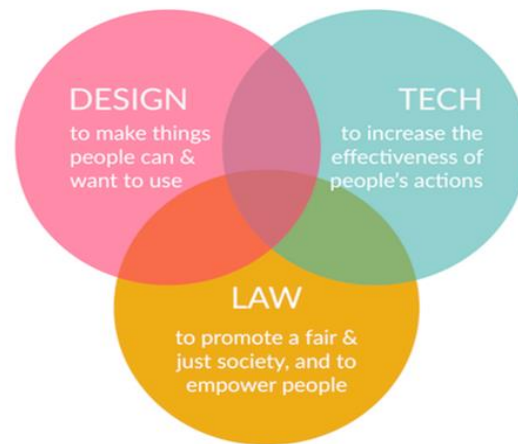 DESIGN
to make things
people can &
want to use
TECH
to increase the
effectiveness of
people's actions
LAW
to promote a fair &
just society, and to
empower people